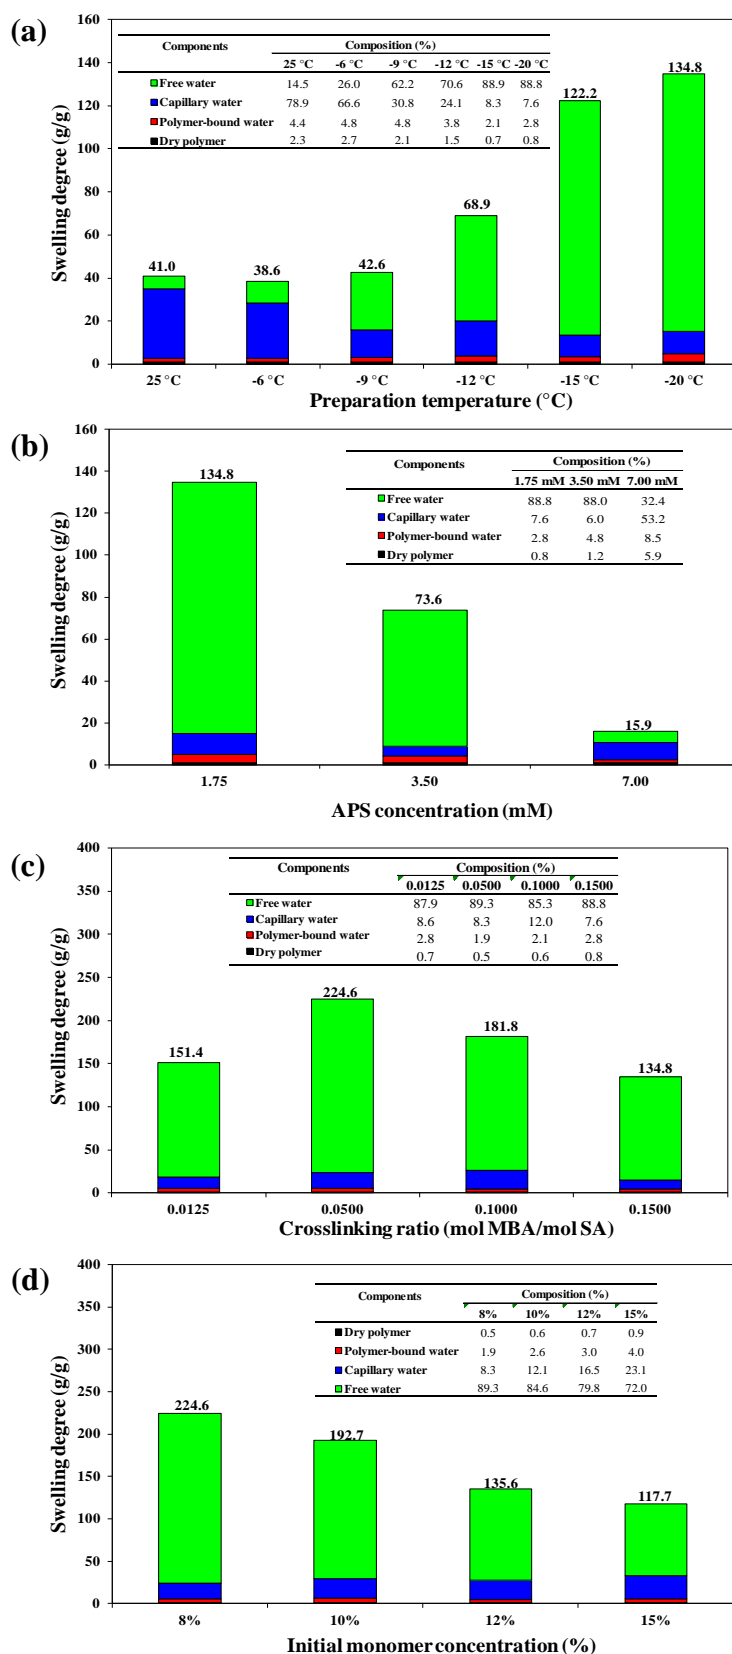 (a)
Swelling degree (g/g)
160
140
120
100
80
60
40
20
0
Components Composition (%)
25 °C -6 °C -9 °C -12 °C -15 °C -20 °C
Free water 14.5 26.0 62.2 70.6 88.9 88.8
Capillary water 78.9 66.6 30.8 24.1 8.3 7.6
Polymer-bound water 4.4 4.8 4.8 3.8 2.1 2.8
Dry polymer 2.3 2.7 2.1 1.5 0.7 0.8
41.0 38.6 42.6 68.9 122.2 134.8
25 °C -6 °C -9 °C -12 °C -15 °C -20 °C
Preparation temperature (°C)
(b)
Swelling degree (g/g)
160
140
120
100
80
60
40
20
0
Components Composition (%)
1.75 mM 3.50 mM 7.00 mM
Free water 88.8 88.0 32.4
Capillary water 7.6 6.0 53.2
Polymer-bound water 2.8 4.8 8.5
Dry polymer 0.8 1.2 5.9
134.8 73.6 15.9
1.75 3.50 7.00
APS concentration (mM)
(c)
Swelling degree (g/g)
400
350
300
250
200
150
100
50
0
Components Composition (%)
0.0125 0.0500 0.1000 0.1500
Free water 87.9 89.3 85.3 88.8
Capillary water 8.6 8.3 12.0 7.6
Polymer-bound water 2.8 1.9 2.1 2.8
Dry polymer 0.7 0.5 0.6 0.8
151.4 224.6 181.8 134.8
0.0125 0.0500 0.1000 0.1500
Crosslinking ratio (mol MBA/mol SA)
(d)
Swelling degree (g/g)
400
350
300
250
200
150
100
50
0
Components Composition (%)
8% 10% 12% 15%
Dry polymer 0.5 0.6 0.7 0.9
Polymer-bound water 1.9 2.6 3.0 4.0
Capillary water 8.3 12.1 16.5 23.1
Free water 89.3 84.6 79.8 72.0
224.6 192.7 135.6 117.7
8% 10% 12% 15%
Initial monomer concentration (%)